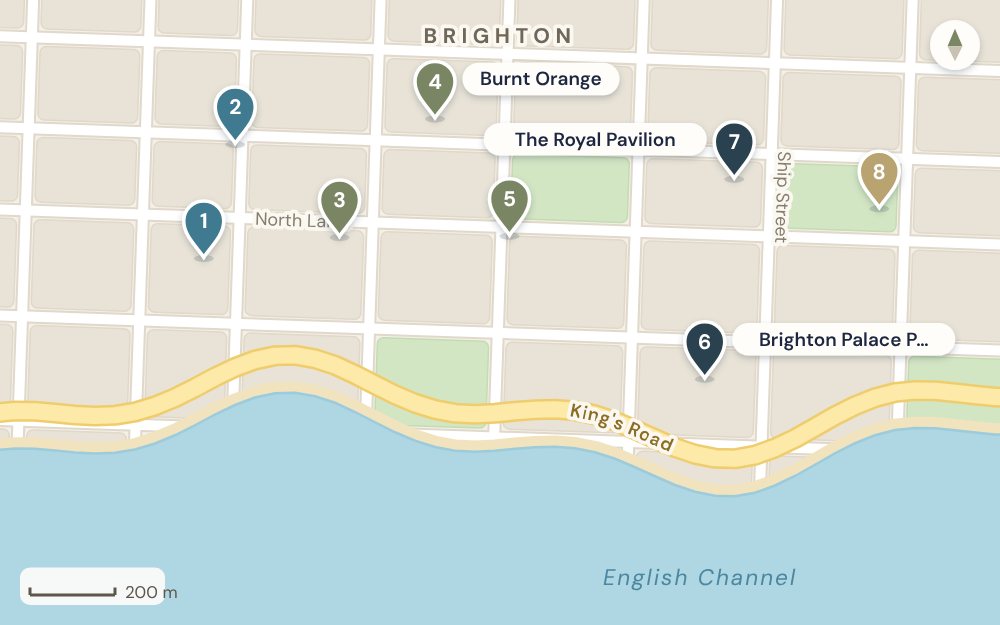 BRIGHTON
4
Burnt Orange
2
The Royal Pavilion
7
Ship Street
8
1
North La
3
5
6
Brighton Palace P...
King's Road
English Channel
200 m